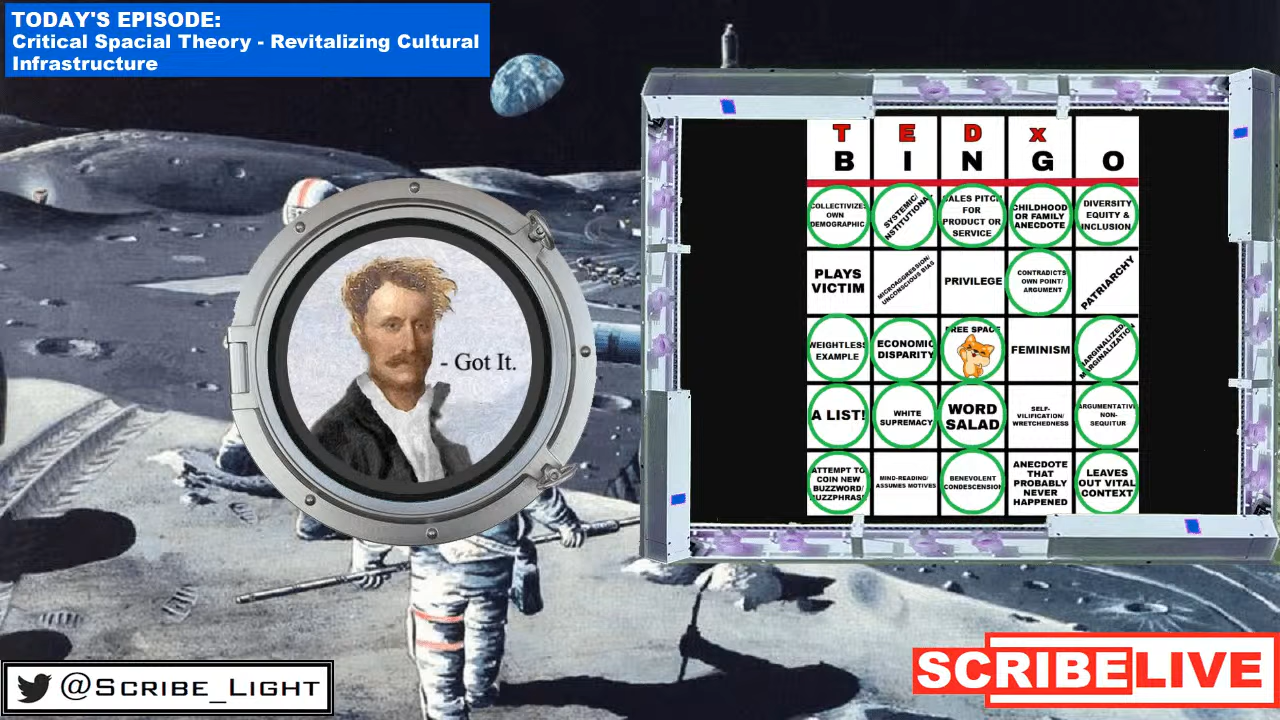 TODAY'S EPISODE:
Critical Spacial Theory - Revitalizing Cultural
Infrastructure
T E D x
B I N G O
COLLECTIVIZES
OWN
DEMOGRAPHIC
SYSTEMIC/
INSTITUTIONAL
SALES PITCH
FOR
PRODUCT OR
SERVICE
CHILDHOOD
OR FAMILY
ANECDOTE
DIVERSITY
EQUITY &
INCLUSION
PLAYS
VICTIM
MICROAGGRESSION/
UNCONSCIOUS BIAS
PRIVILEGE
CONTRADICTS
OWN POINT/
ARGUMENT
PATRIARCHY
WEIGHTLESS
EXAMPLE
ECONOMIC
DISPARITY
FREE SPACE
FEMINISM
MARGINALIZED/
MARGINALIZATION
A LIST!
WHITE
SUPREMACY
WORD
SALAD
SELF-
VILIFICATION/
WRETCHEDNESS
ARGUMENTATIVE
NON-
SEQUITUR
ATTEMPT TO
COIN NEW
BUZZWORD/
BUZZPHRASE
MIND-READING/
ASSUMES MOTIVES
BENEVOLENT
CONDESCENSION
ANECDOTE
THAT
PROBABLY
NEVER
HAPPENED
LEAVES
OUT VITAL
CONTEXT
- Got It.
@SCRIBE_LIGHT
SCRIBELIVE